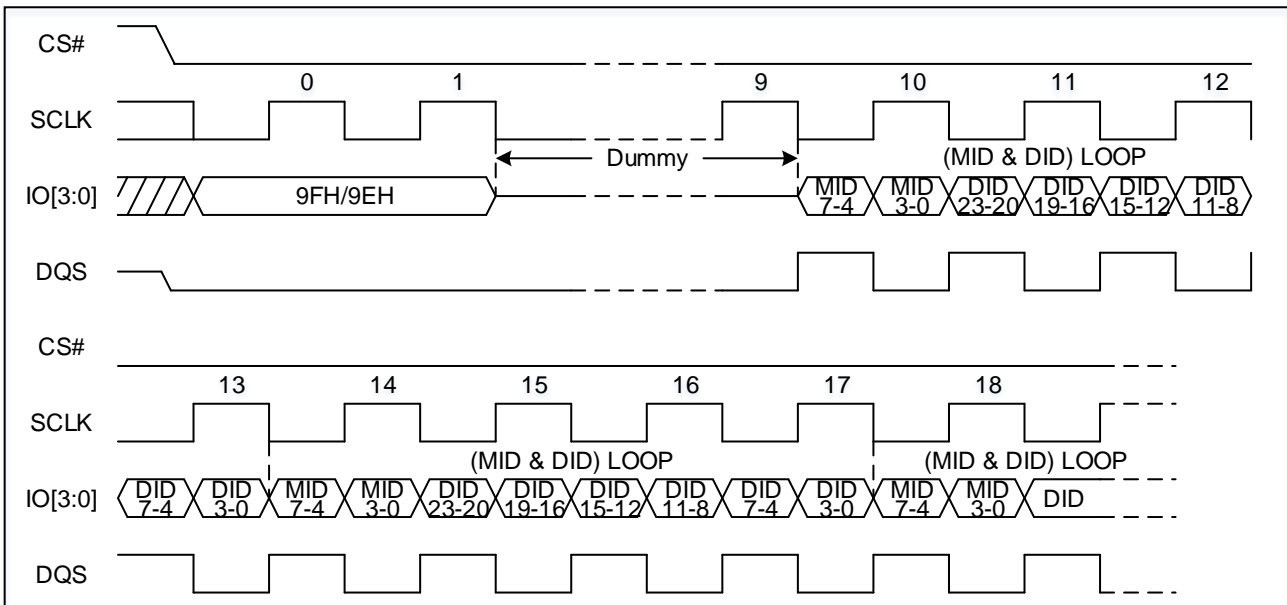 CS#
0 1 9 10 11 12
SCLK
Dummy (MID & DID) LOOP
IO[3:0] 9FH/9EH MID DID DID DID DID
7-4 3-0 23-20 19-16 15-12 11-8
DQS
CS#
13 14 15 16 17 18
SCLK
(MID & DID) LOOP (MID & DID) LOOP
IO[3:0] DID DID MID MID DID DID DID DID DID DID MID MID DID
7-4 3-0 7-4 3-0 23-20 19-16 15-12 11-8 7-4 3-0 7-4 3-0
DQS